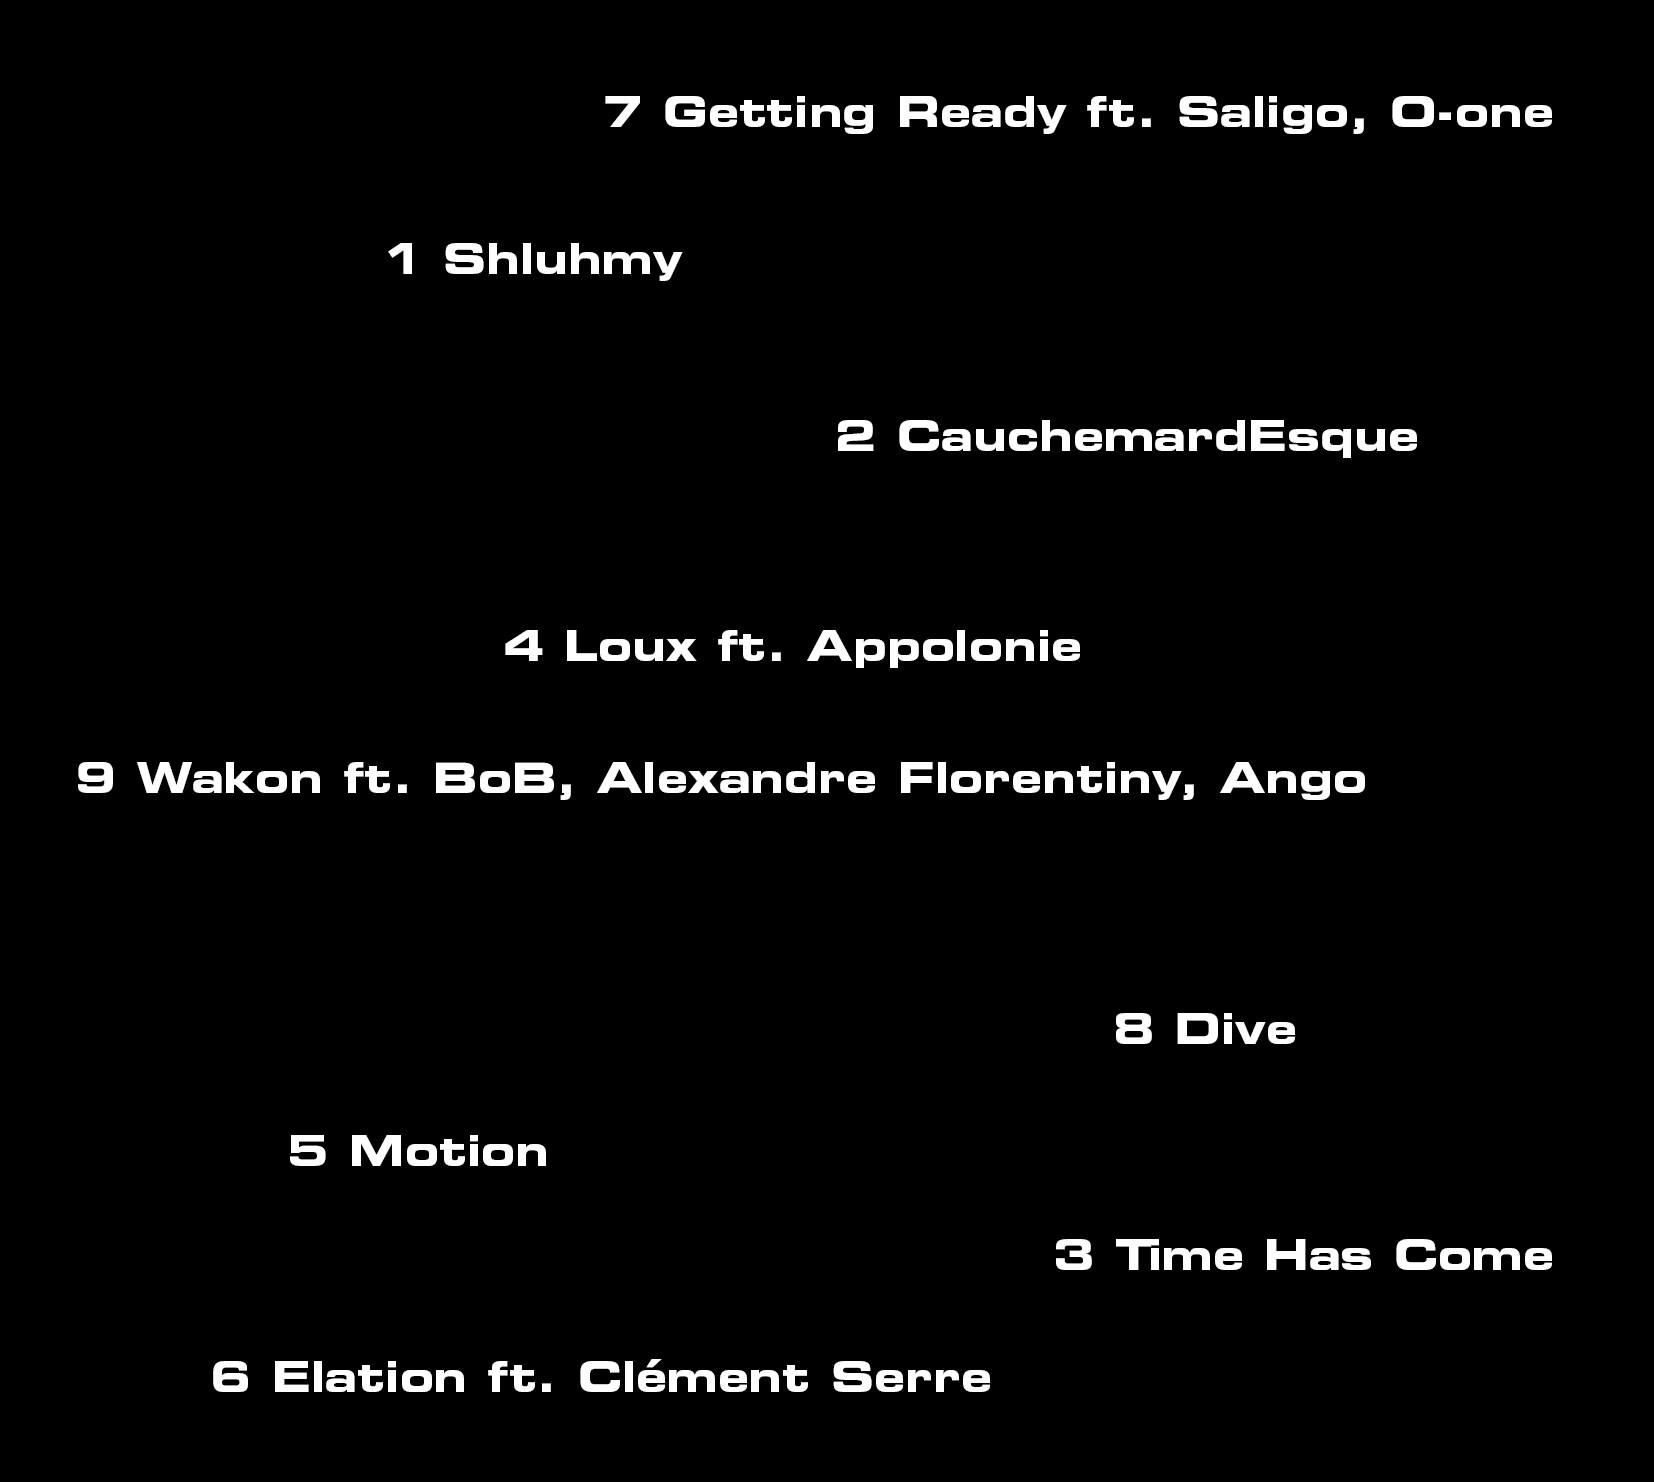 7 Getting Ready ft. Saligo, O-one
1 Shluhmy
2 CauchemardEsque
4 Loux ft. Appolonie
9 Wakon ft. BoB, Alexandre Florentiny, Ango
8 Dive
5 Motion
3 Time Has Come
6 Elation ft. Clément Serre